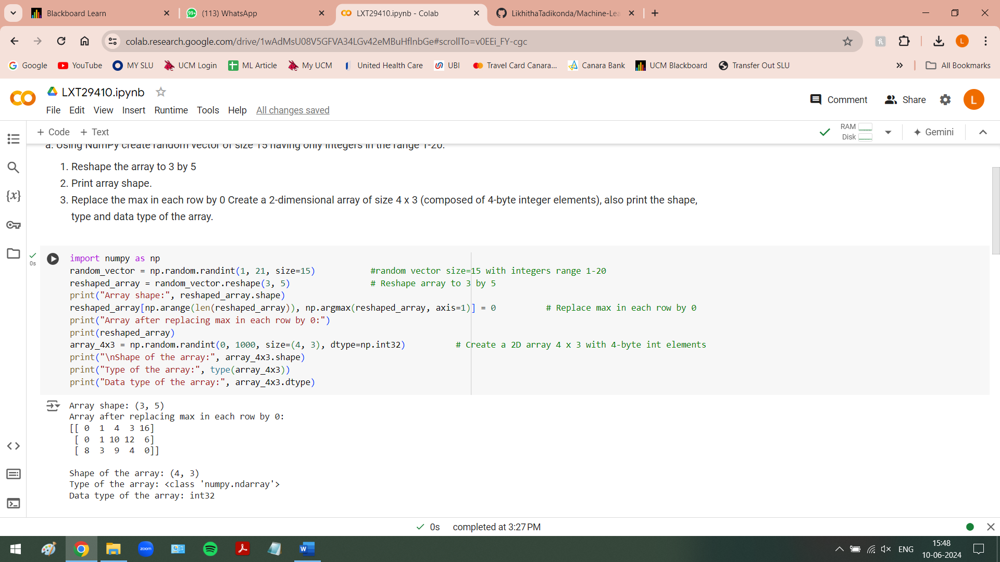 Blackboard Learn
(113) WhatsApp
LXT29410.ipynb - Colab
LikhithaTadikonda/Machine-Lea
colab.research.google.com/drive/1wAdMsU08V5GFVA34LGv42eMBuHflnbGe#scrollTo=v0EEi_FY-cgc
Google
YouTube
MY SLU
UCM Login
ML Article
My UCM
United Health Care
UBI
Travel Card Canara...
Canara Bank
UCM Blackboard
Transfer Out SLU
All Bookmarks
LXT29410.ipynb
File Edit View Insert Runtime Tools Help All changes saved
Comment
Share
L
+ Code + Text
RAM
Disk
Gemini
a. Using NumPy create random vector of size 15 having only Integers in the range 1-20.
1. Reshape the array to 3 by 5
2. Print array shape.
3. Replace the max in each row by 0 Create a 2-dimensional array of size 4 x 3 (composed of 4-byte integer elements), also print the shape,
type and data type of the array.
0s
import numpy as np
random_vector = np.random.randint(1, 21, size=15) #random vector size=15 with integers range 1-20
reshaped_array = random_vector.reshape(3, 5) # Reshape array to 3 by 5
print("Array shape:", reshaped_array.shape)
reshaped_array[np.arange(len(reshaped_array)), np.argmax(reshaped_array, axis=1)] = 0 # Replace max in each row by 0
print("Array after replacing max in each row by 0:")
print(reshaped_array)
array_4x3 = np.random.randint(0, 1000, size=(4, 3), dtype=np.int32) # Create a 2D array 4 x 3 with 4-byte int elements
print("\nShape of the array:", array_4x3.shape)
print("Type of the array:", type(array_4x3))
print("Data type of the array:", array_4x3.dtype)
Array shape: (3, 5)
Array after replacing max in each row by 0:
[[ 0 1 4 3 16]
[ 0 1 10 12 6]
[ 8 3 9 4 0]]
Shape of the array: (4, 3)
Type of the array: <class 'numpy.ndarray'>
Data type of the array: int32
0s completed at 3:27 PM
zoom
ENG
15:48
10-06-2024